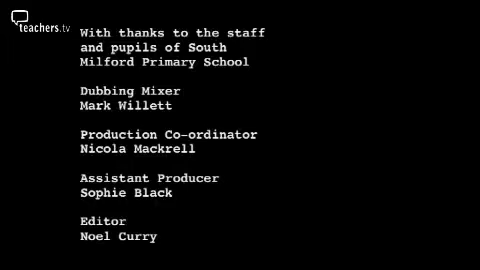 teachers.tv
With thanks to the staff
and pupils of South
Milford Primary School
Dubbing Mixer
Mark Willett
Production Co-ordinator
Nicola Mackrell
Assistant Producer
Sophie Black
Editor
Noel Curry